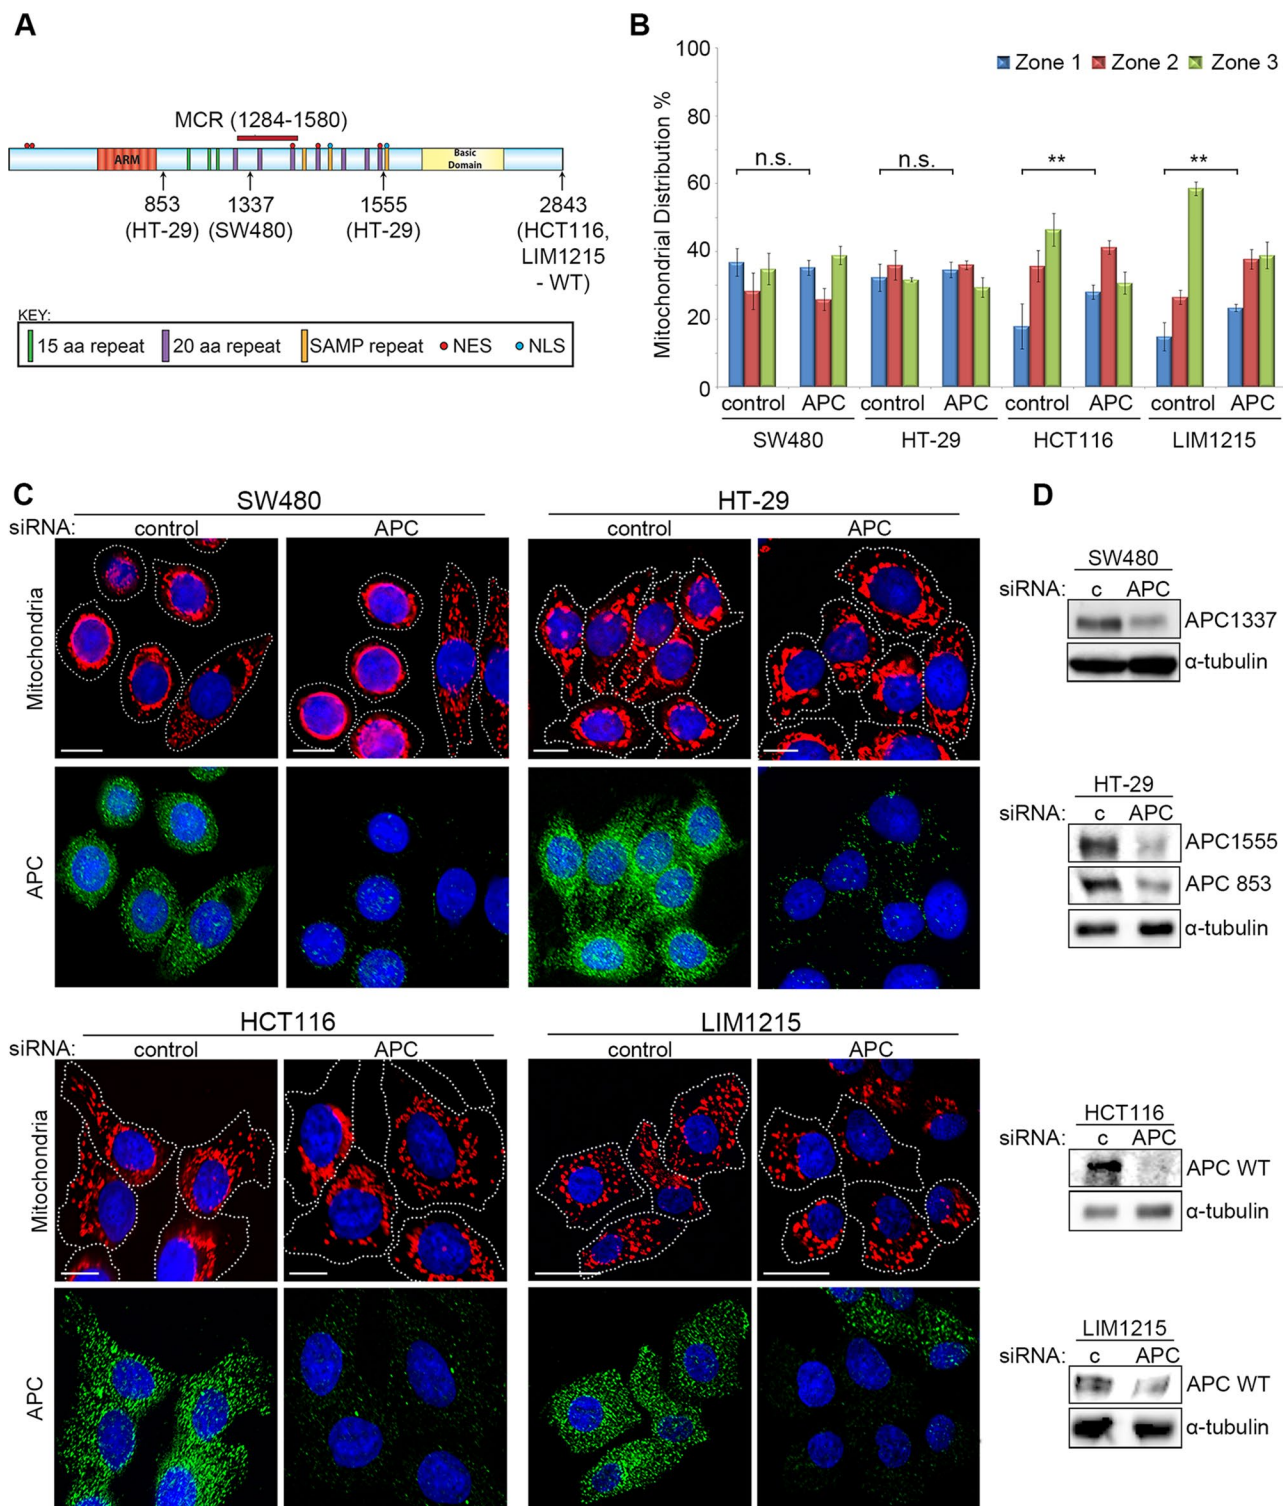 A
MCR (1284-1580)
ARM
Basic
Domain
853
(HT-29)
1337
(SW480)
1555
(HT-29)
2843
(HCT116,
LIM1215
- WT)
KEY:
15 aa repeat
20 aa repeat
SAMP repeat
NES
NLS
B
Mitochondrial Distribution %
100
80
60
40
20
0
Zone 1
Zone 2
Zone 3
n.s.
n.s.
**
**
control APC control APC control APC control APC
SW480 HT-29 HCT116 LIM1215
C
SW480 HT-29
siRNA: control APC control APC
Mitochondria
APC
HCT116 LIM1215
siRNA: control APC control APC
Mitochondria
APC
D
SW480
siRNA: c APC
APC1337
α-tubulin
HT-29
siRNA: c APC
APC1555
APC 853
α-tubulin
HCT116
siRNA: c APC
APC WT
α-tubulin
LIM1215
siRNA: c APC
APC WT
α-tubulin